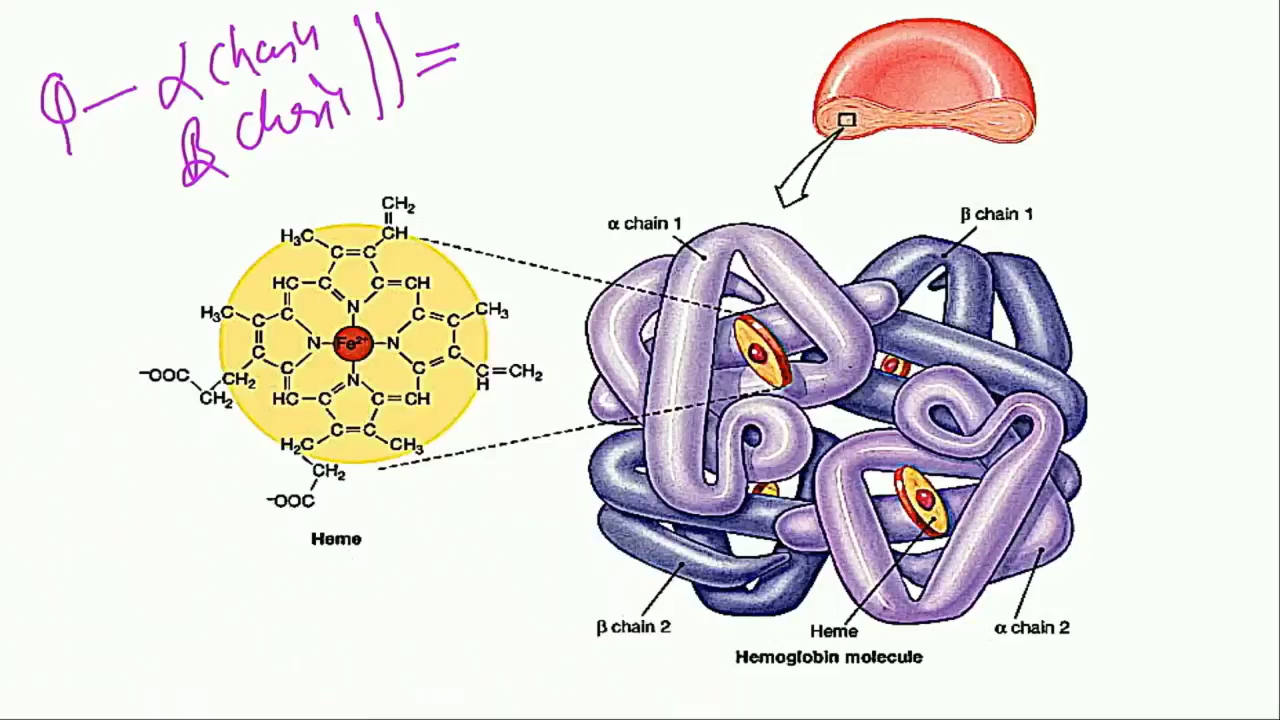 α chain
β chain
α chain 1
β chain 1
CH₂
CH
H₃C
HC C C=CH
N
H₃C C C CH₃
N Fe²⁺ N
⁻OOC CH₂ C C C=CH₂
CH₂ H
N
HC C C=CH
H₂C C=C CH₃
CH₂
⁻OOC
Heme
β chain 2
Heme
α chain 2
Hemoglobin molecule